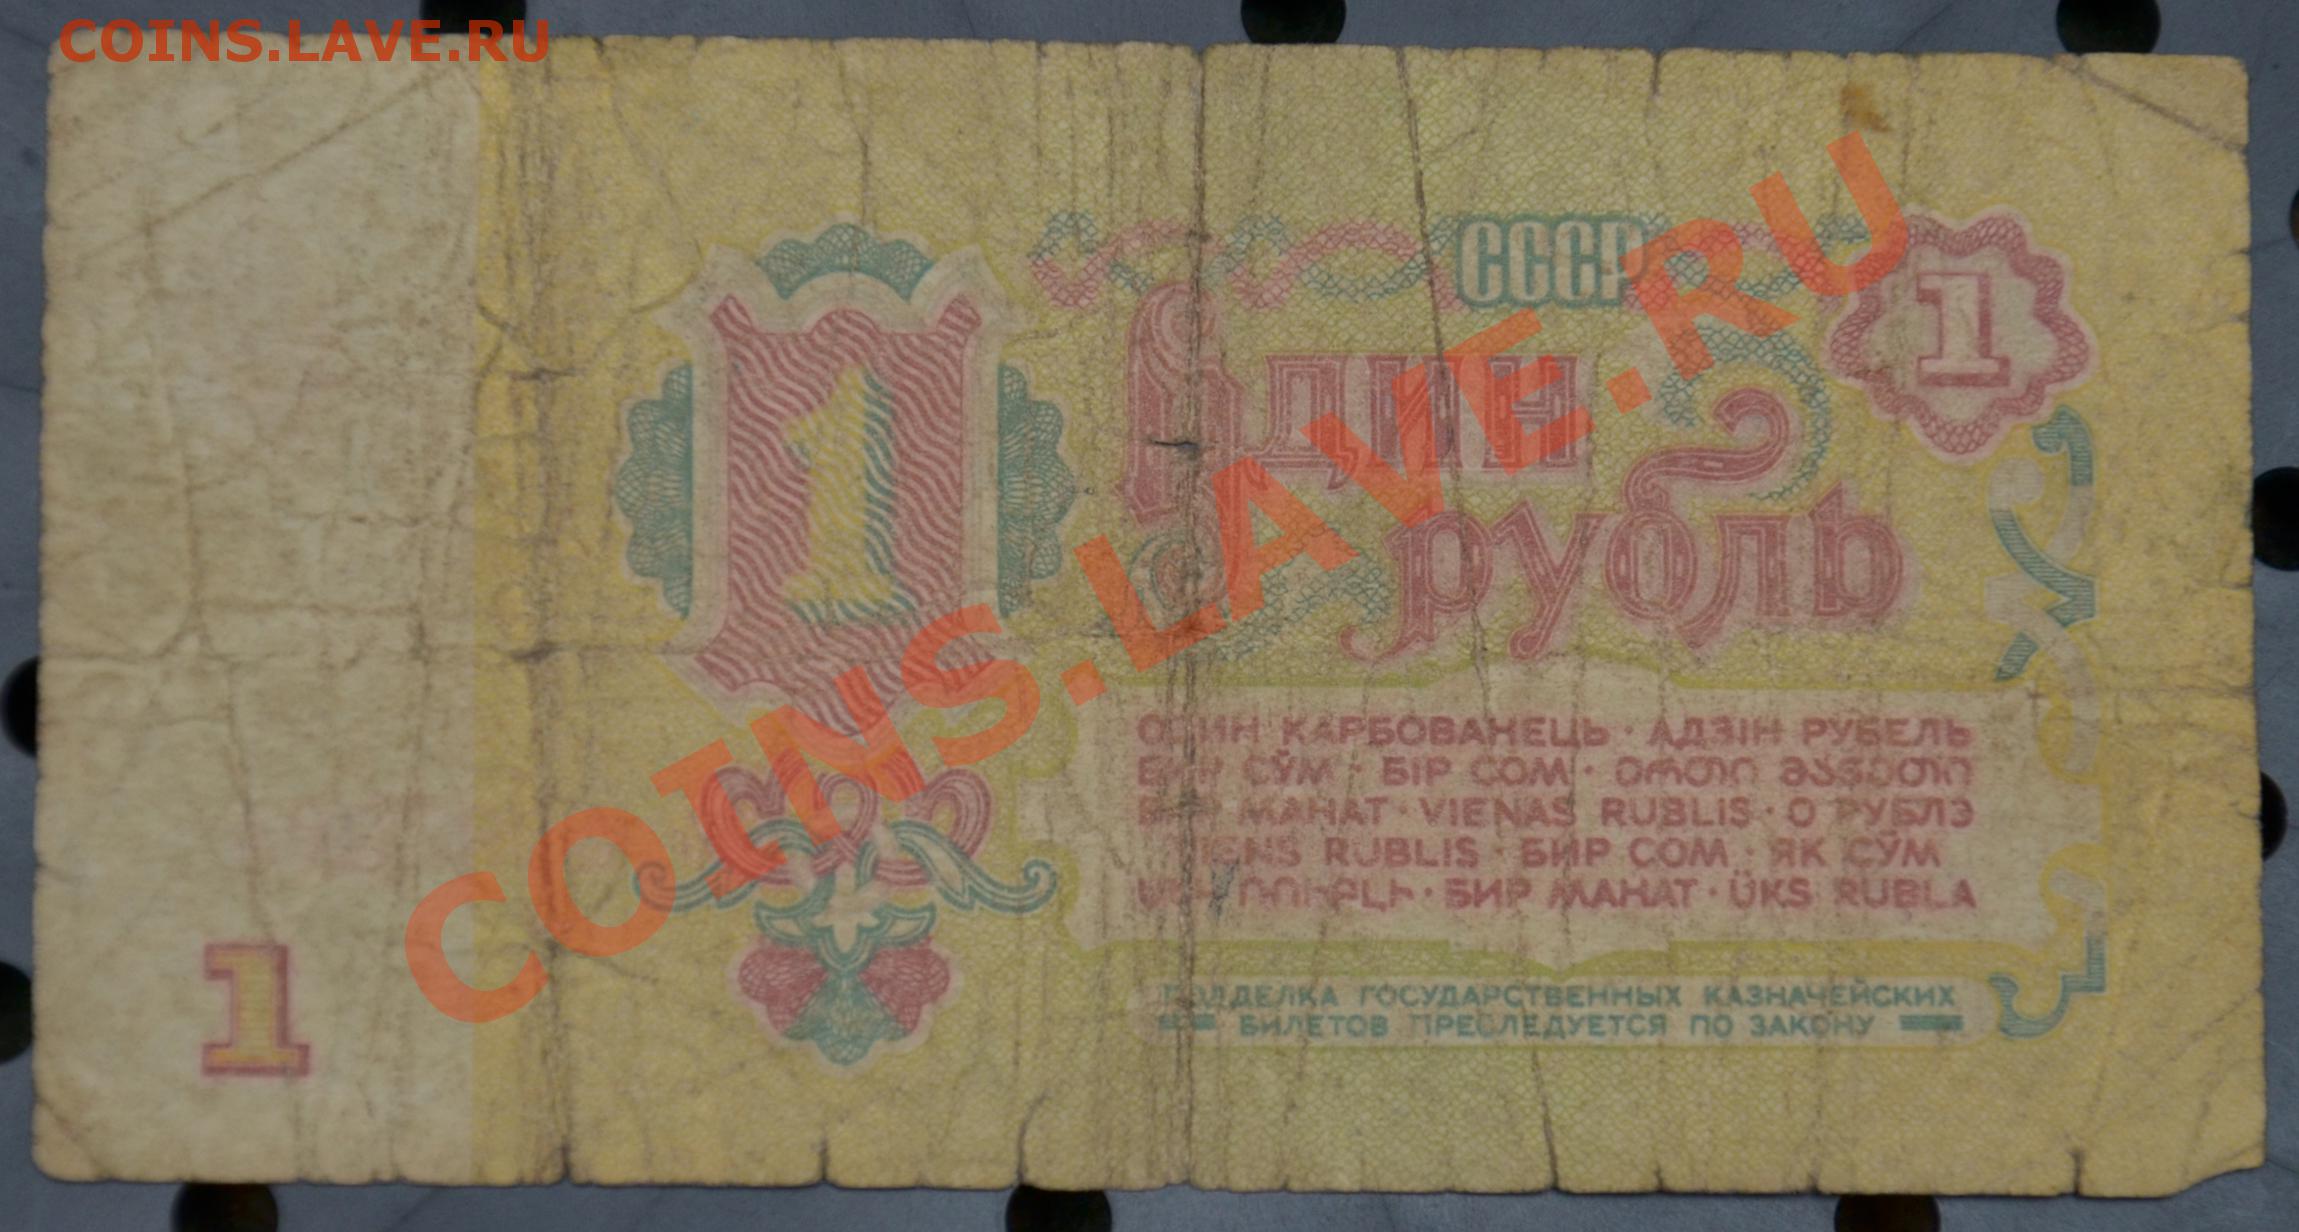 COINS.LAVE.RU
СССР
1
1
Один
рубль
ОДИН КАРБОВАНЕЦЬ · АДЗІН РУБЕЛЬ
БИР СЎМ · БІР СОМ · ᲔᲠᲗᲘ ᲛᲐᲜᲔᲗᲘ
БИР МАНАТ · VIENAS RUBLIS · О РУБЛЭ
VIENS RUBLIS · БИР СОМ · ЯК СӮМ
ՄԵԿ ՌՈՒԲԼԻ · БИР МАНАТ · ÜKS RUBLA
1
ПОДДЕЛКА ГОСУДАРСТВЕННЫХ КАЗНАЧЕЙСКИХ
БИЛЕТОВ ПРЕСЛЕДУЕТСЯ ПО ЗАКОНУ
COINS.LAVE.RU